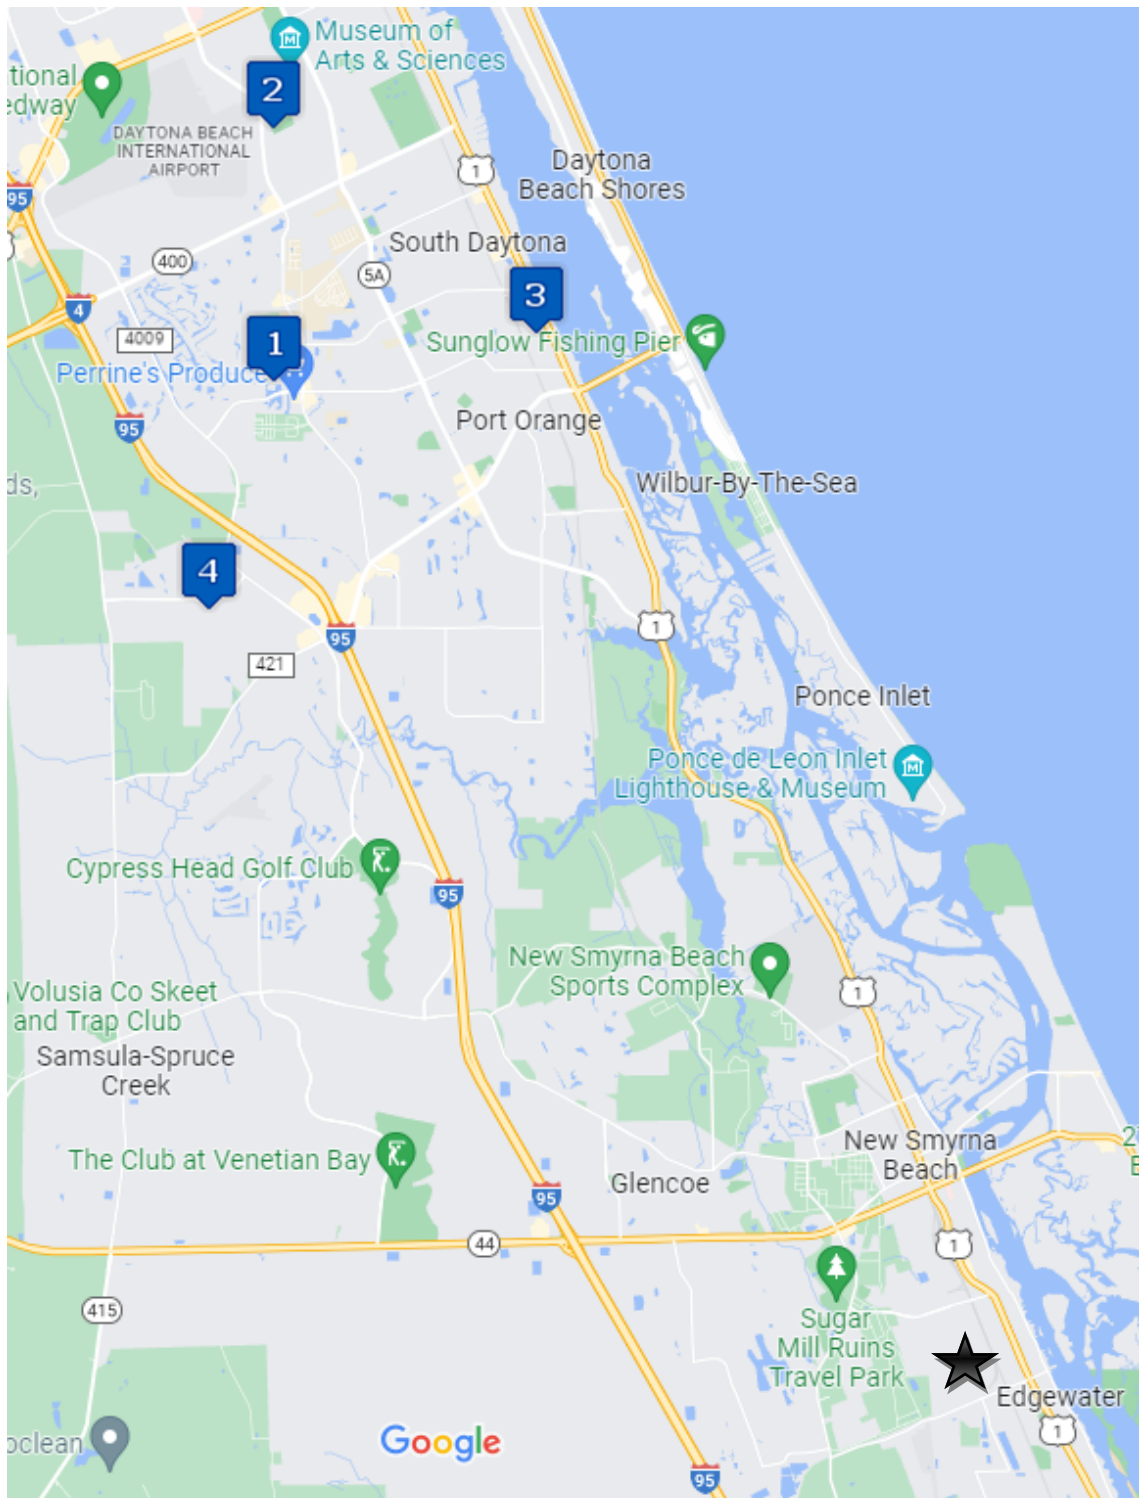 Museum of
Arts & Sciences
tional
edway
2
DAYTONA BEACH
INTERNATIONAL
AIRPORT
1
Daytona
Beach Shores
95
South Daytona
400
5A
3
4
4009
1
Sunglow Fishing Pier
Perrine's Produce
95
Port Orange
ds,
Wilbur-By-The-Sea
4
1
95
421
Ponce Inlet
Ponce de Leon Inlet
Lighthouse & Museum
Cypress Head Golf Club
95
New Smyrna Beach
Sports Complex
1
Volusia Co Skeet
and Trap Club
Samsula-Spruce
Creek
New Smyrna
Beach
2
E
The Club at Venetian Bay
Glencoe
95
44
1
415
Sugar
Mill Ruins
Travel Park
Edgewater
oclean
Google
1
95